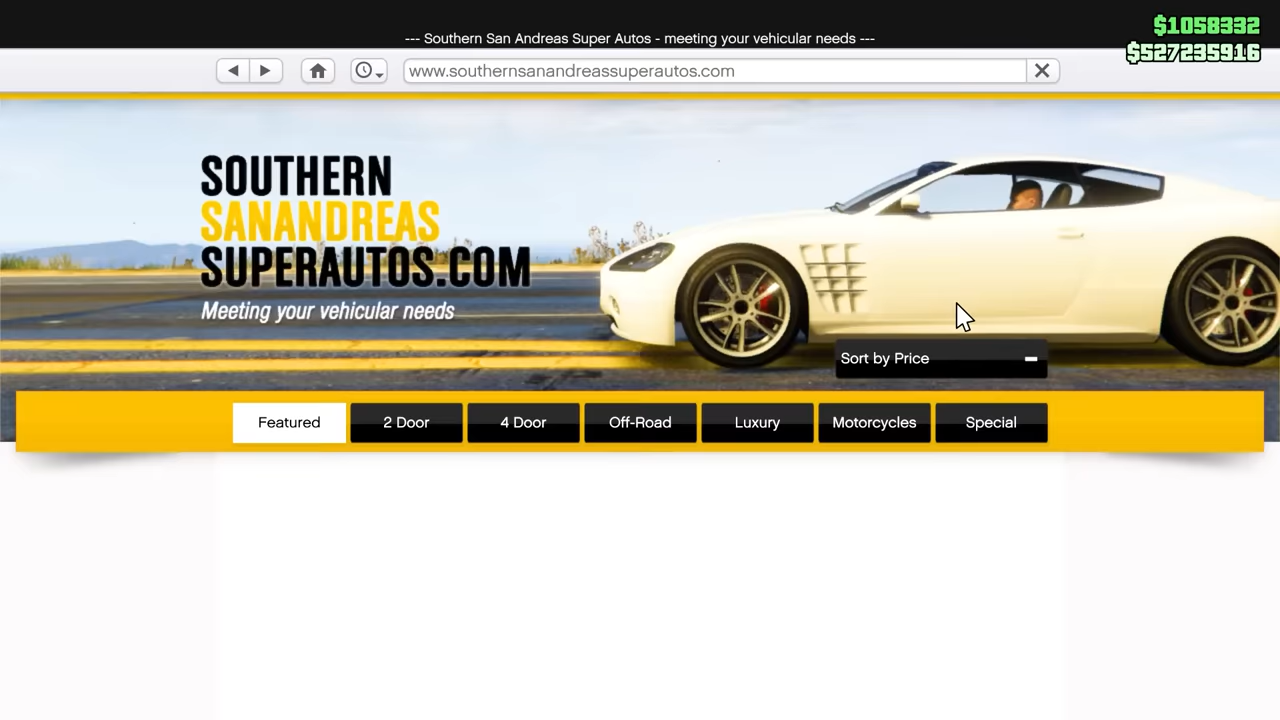 --- Southern San Andreas Super Autos - meeting your vehicular needs ---
$1058332
$527235916
www.southernsanandreassuperautos.com
SOUTHERN
SANANDREAS
SUPERAUTOS.COM
Meeting your vehicular needs
Sort by Price
Featured 2 Door 4 Door Off-Road Luxury Motorcycles Special